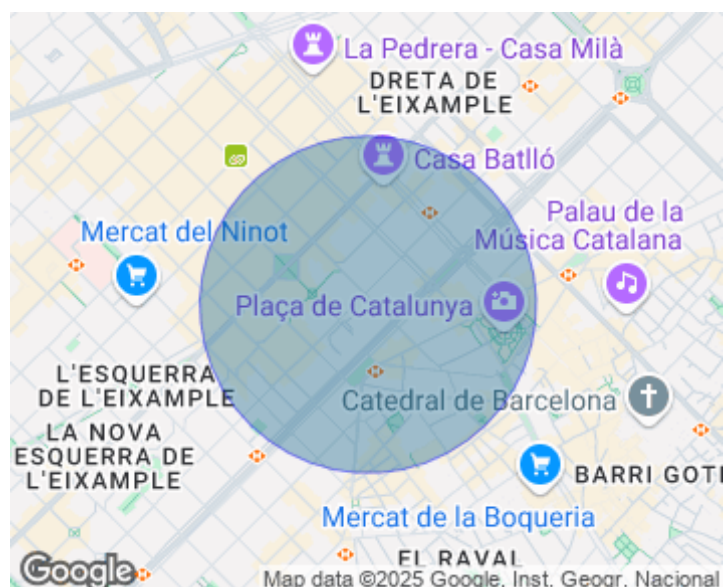 La Pedrera - Casa Milà
DRETA DE
L'EIXAMPLE
Casa Batlló
Palau de la
Música Catalana
Mercat del Ninot
Plaça de Catalunya
L'ESQUERRA
DE L'EIXAMPLE
Catedral de Barcelona
LA NOVA
ESQUERRA DE
L'EIXAMPLE
BARRI GOTI
Mercat de la Boqueria
EL RAVAL
Google
Map data ©2025 Google, Inst. Geogr. Nacional